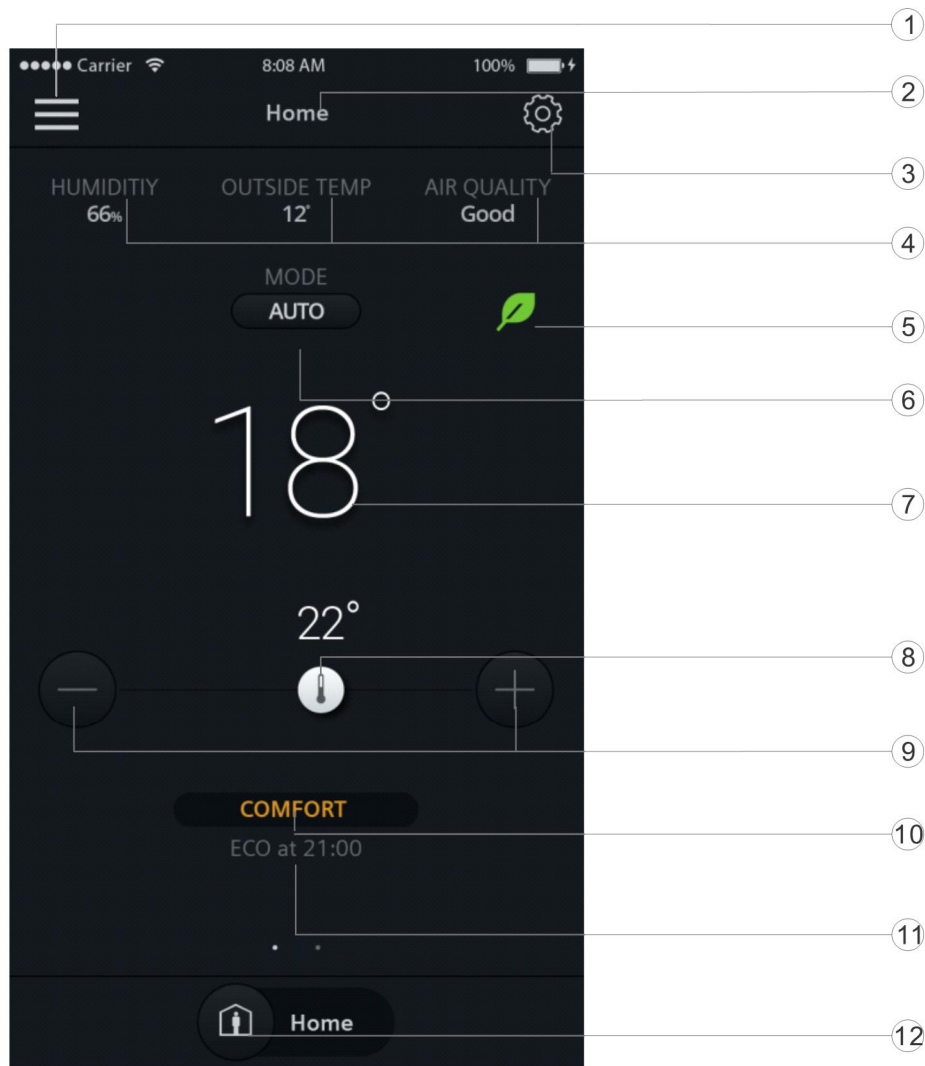 1
Carrier 8:08 AM 100%
Home
2
3
HUMIDITIY OUTSIDE TEMP AIR QUALITY
66% 12° Good
4
MODE
AUTO
5
6
18°
7
22°
8
9
COMFORT
10
ECO at 21:00
11
Home
12